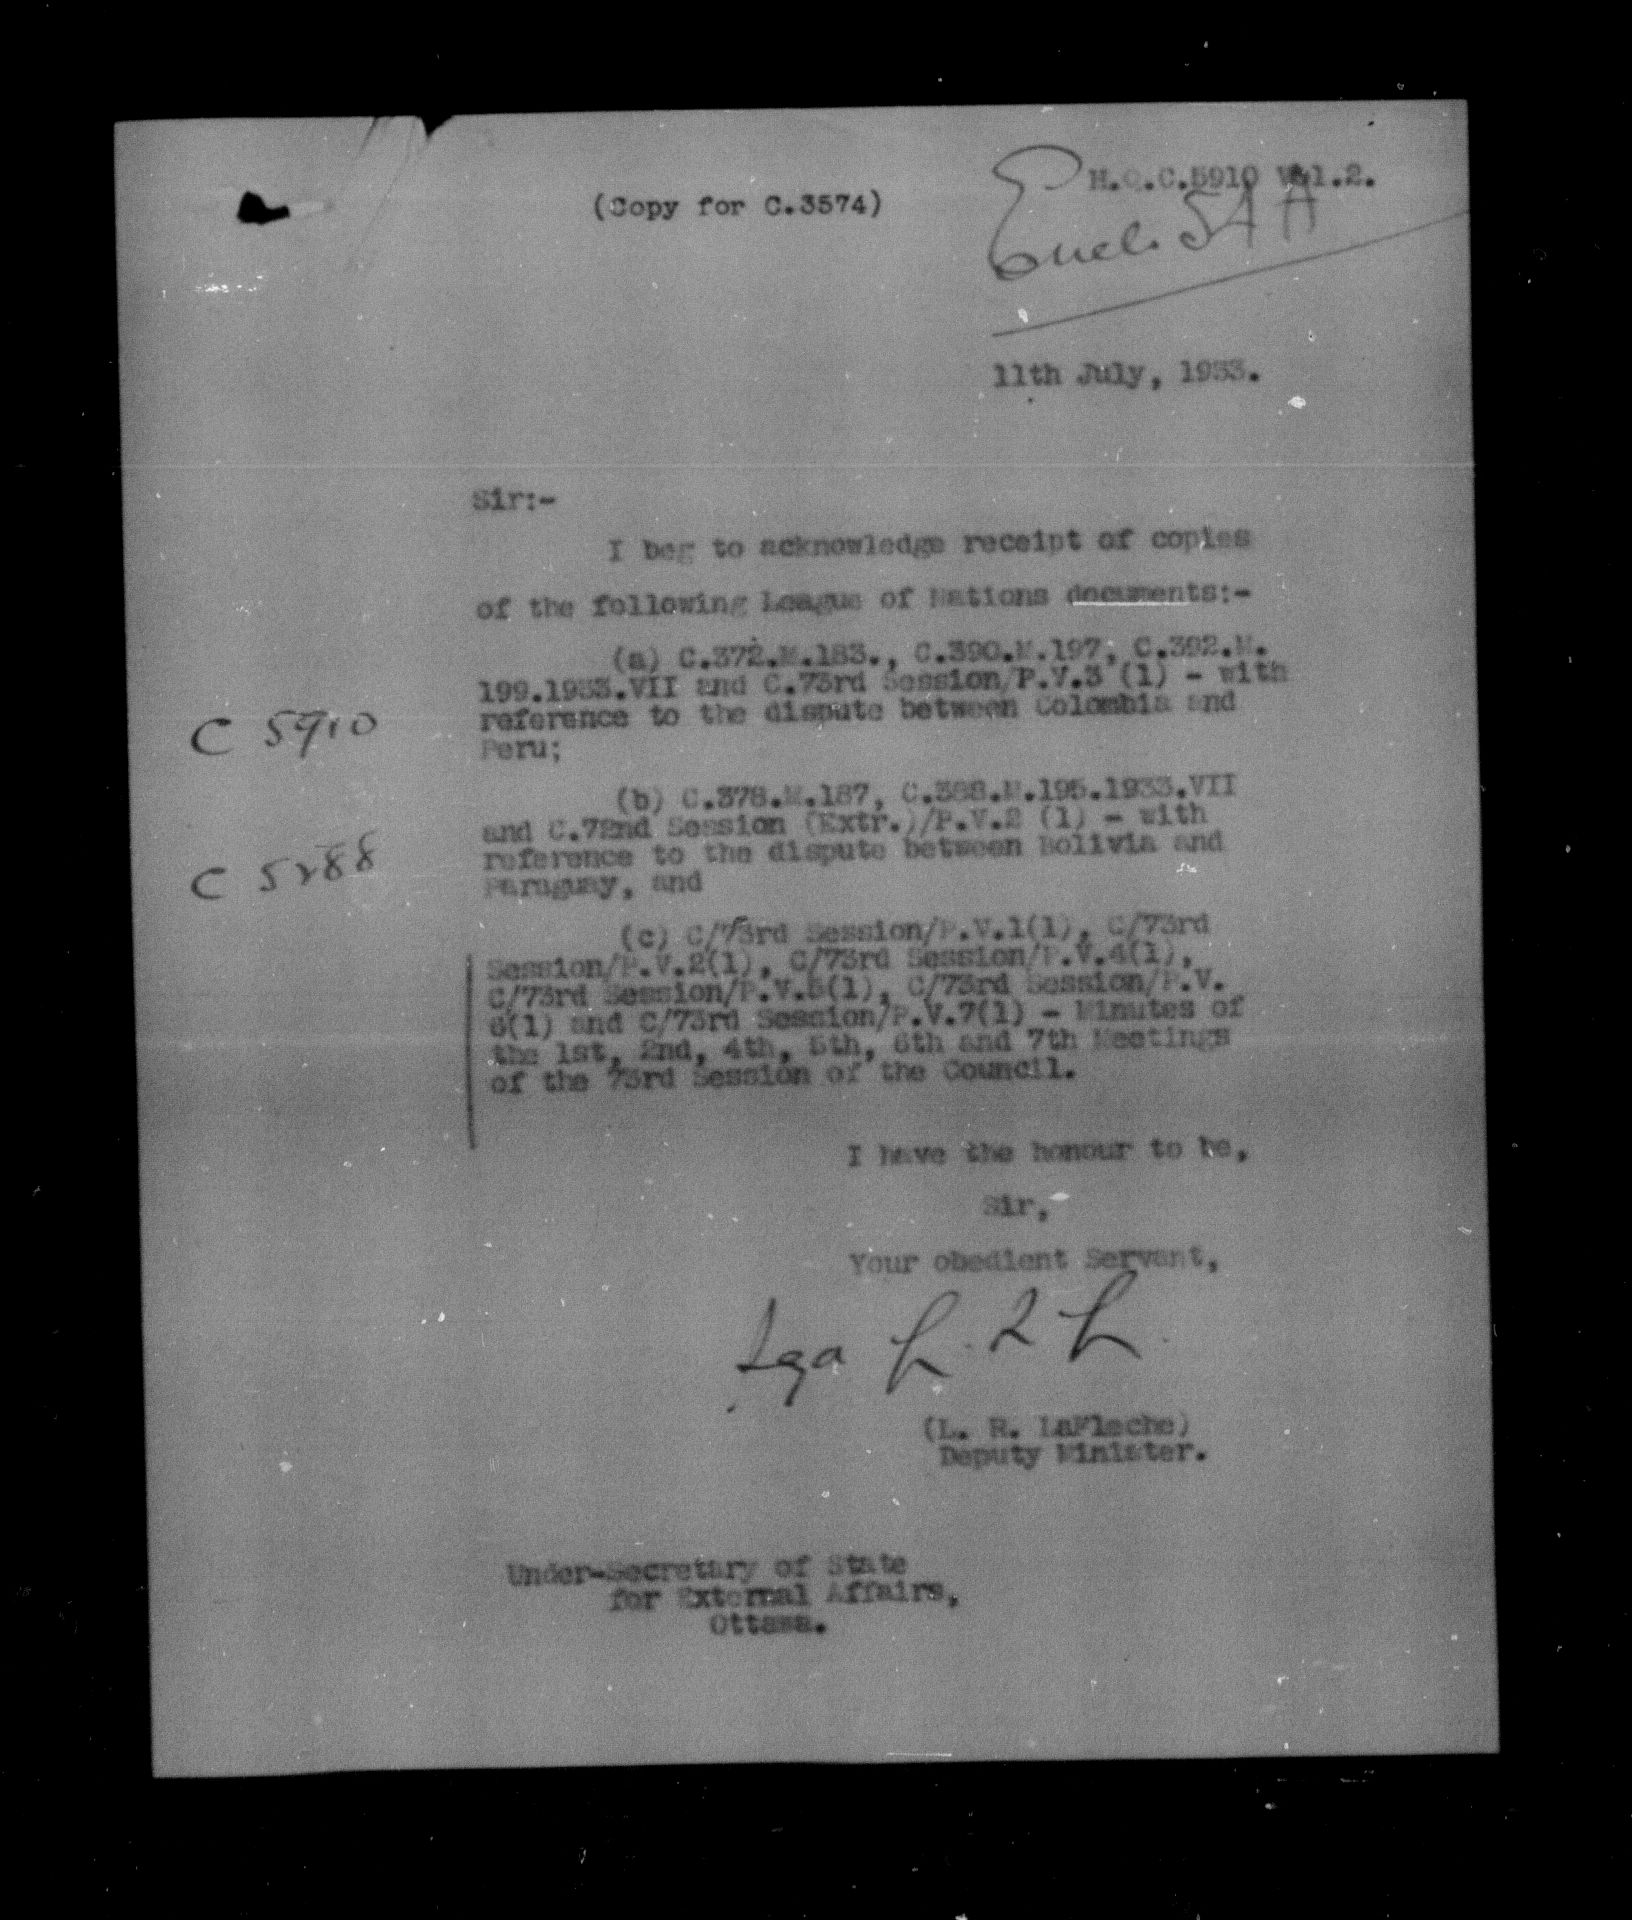 H.Q.C.5910 Vol.2.
(Copy for C.3574)
Encl. 54A
11th July, 1933.
Sir:-
I beg to acknowledge receipt of copies
of the following League of Nations documents:-
(a) C.372.M.183., C.390.M.197, C.392.M.
199.1933.VII and C.73rd Session/P.V.3 (1) - with
reference to the dispute between Colombia and
Peru;
C 5910
(b) C.378.M.187, C.388.M.195.1933.VII
and C.72nd Session (Extr.)/P.V.2 (1) - with
reference to the dispute between Bolivia and
Paraguay, and
C 5288
(c) C/73rd Session/P.V.1(1), C/73rd
Session/P.V.2(1), C/73rd Session/P.V.4(1),
C/73rd Session/P.V.5(1), C/73rd Session/P.V.
6(1) and C/73rd Session/P.V.7(1) - Minutes of
the 1st, 2nd, 4th, 5th, 6th and 7th Meetings
of the 73rd Session of the Council.
I have the honour to be,
Sir,
Your obedient Servant,
(L. R. LaFleche)
Deputy Minister.
Under-Secretary of State
for External Affairs,
Ottawa.